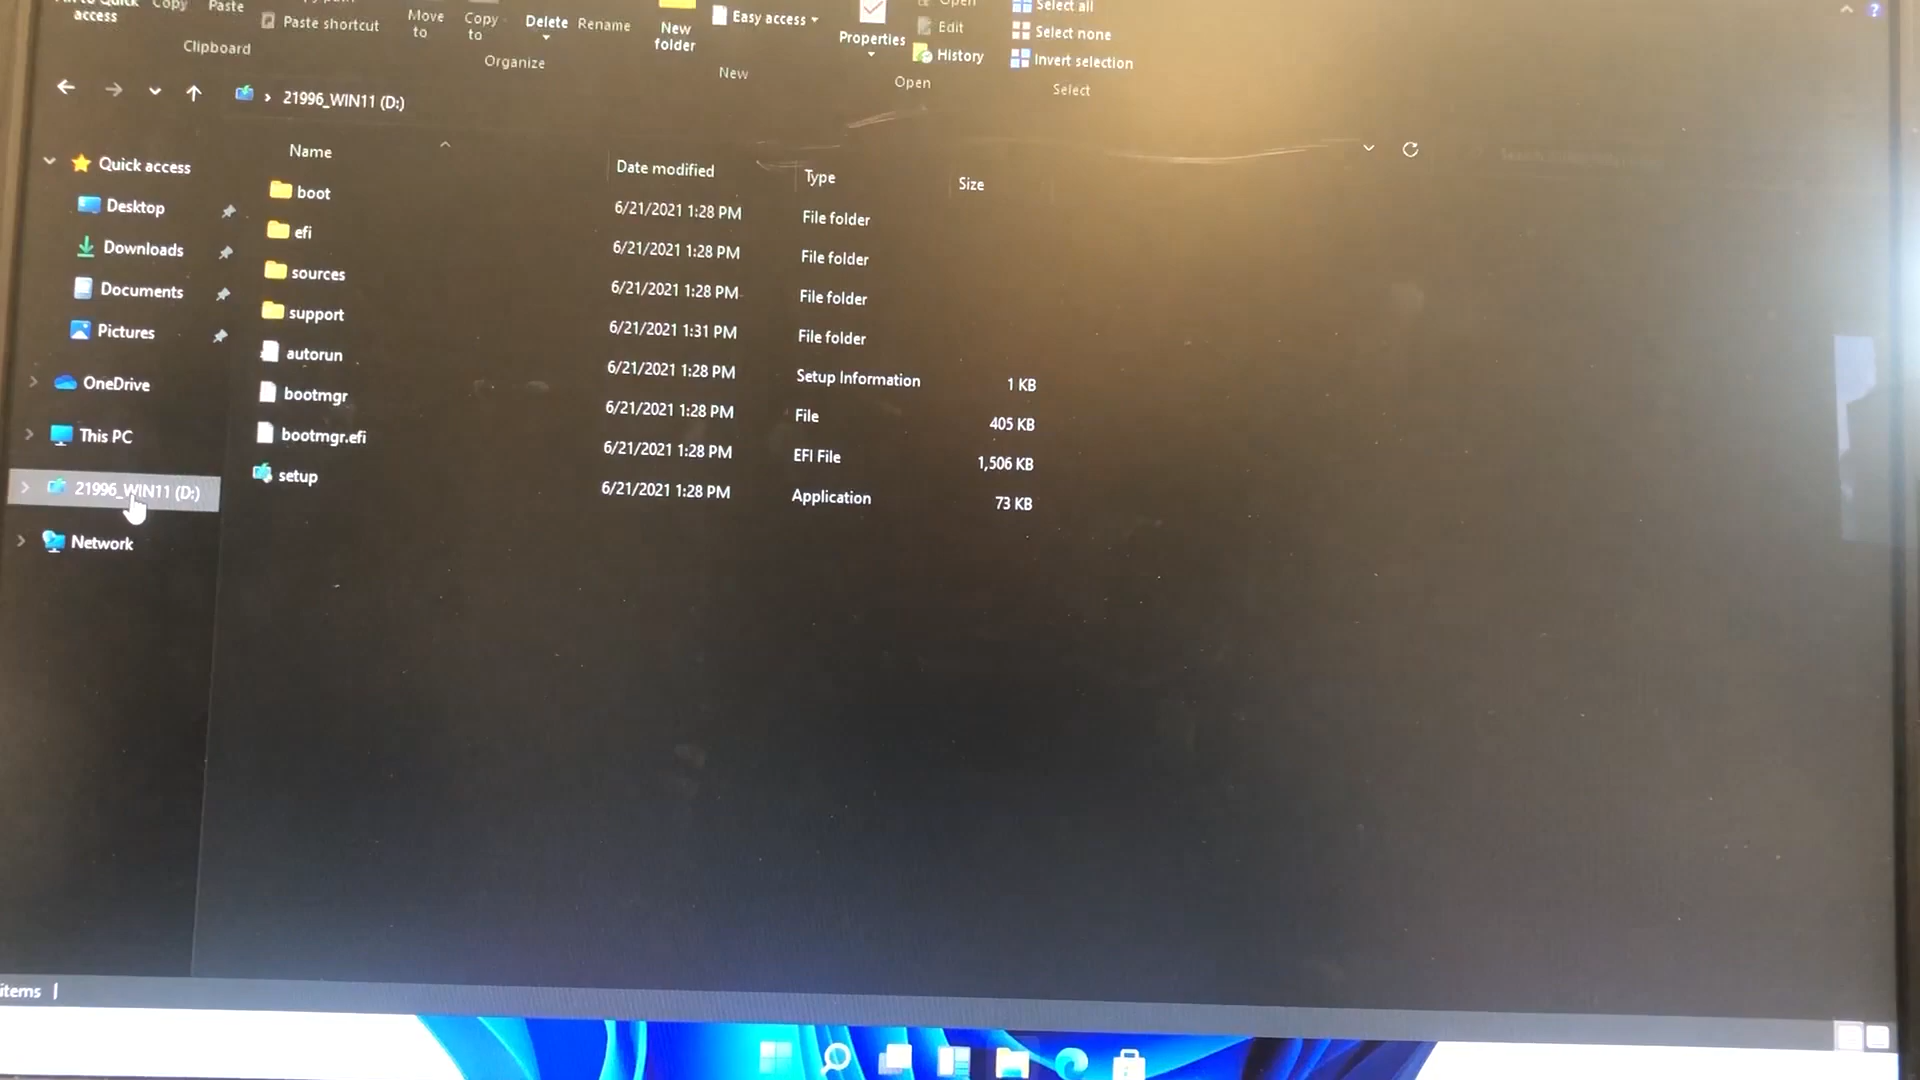 access
Copy
Paste
Paste shortcut
Clipboard
Move to
Copy to
Delete
Rename
Organize
New folder
Easy access
New
Properties
Open
Edit
History
Open
Select all
Select none
Invert selection
Select
21996_WIN11 (D:)
Name
Date modified
Type
Size
Quick access
Desktop
Downloads
Documents
Pictures
OneDrive
This PC
21996_WIN11 (D:)
Network
boot 6/21/2021 1:28 PM File folder
efi 6/21/2021 1:28 PM File folder
sources 6/21/2021 1:28 PM File folder
support 6/21/2021 1:31 PM File folder
autorun 6/21/2021 1:28 PM Setup Information 1 KB
bootmgr 6/21/2021 1:28 PM File 405 KB
bootmgr.efi 6/21/2021 1:28 PM EFI File 1,506 KB
setup 6/21/2021 1:28 PM Application 73 KB
items